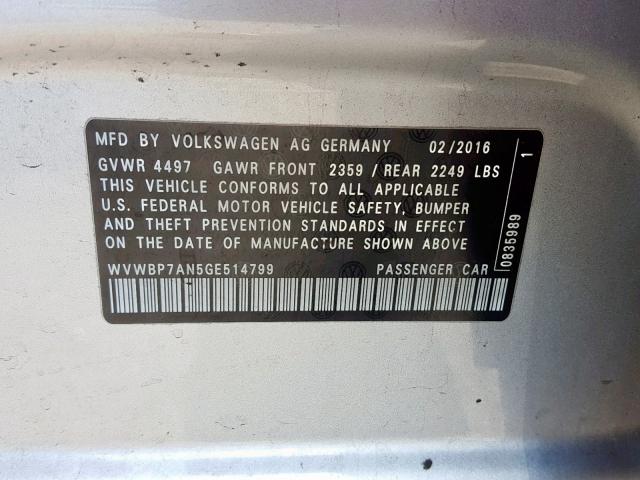 MFD BY VOLKSWAGEN AG GERMANY 02/2016
GVWR 4497 GAWR FRONT 2359 / REAR 2249 LBS
THIS VEHICLE CONFORMS TO ALL APPLICABLE
U.S. FEDERAL MOTOR VEHICLE SAFETY, BUMPER
AND THEFT PREVENTION STANDARDS IN EFFECT
ON THE DATE OF MANUFACTURE SHOWN ABOVE
WVWBP7AN5GE514799 PASSENGER CAR
0835989 1